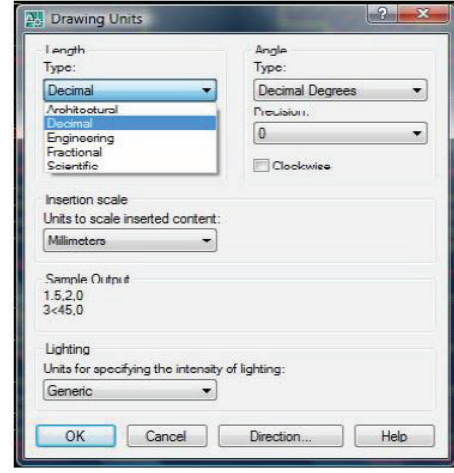 Drawing Units
Length
Type:
Decimal
Architectural
Decimal
Engineering
Fractional
Scientific
Angle
Type:
Decimal Degrees
Precision:
0
Clockwise
Insertion scale
Units to scale inserted content:
Millimeters
Sample Output
1.5,2,0
3<45,0
Lighting
Units for specifying the intensity of lighting:
Generic
OK Cancel Direction... Help